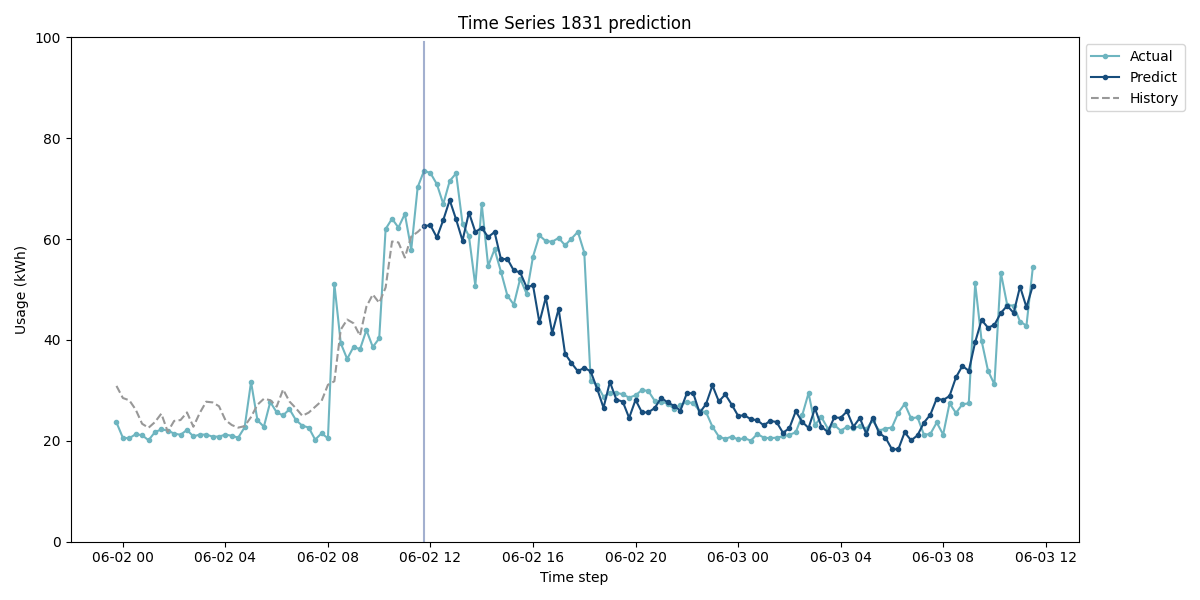 Time Series 1831 prediction
100
80
60
40
20
0
Usage (kWh)
06-02 00
06-02 04
06-02 08
06-02 12
06-02 16
06-02 20
06-03 00
06-03 04
06-03 08
06-03 12
Time step
Actual
Predict
History